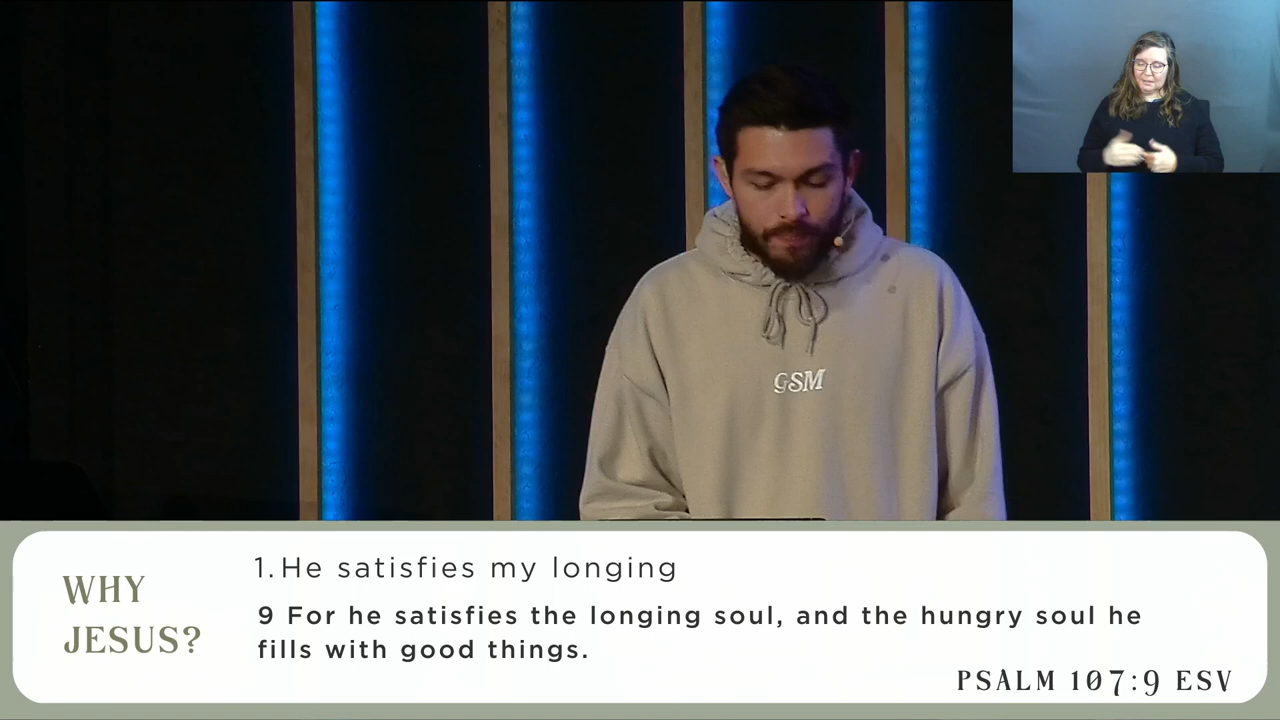 GSM
WHY
JESUS?
1. He satisfies my longing
9 For he satisfies the longing soul, and the hungry soul he
fills with good things.
PSALM 107:9 ESV